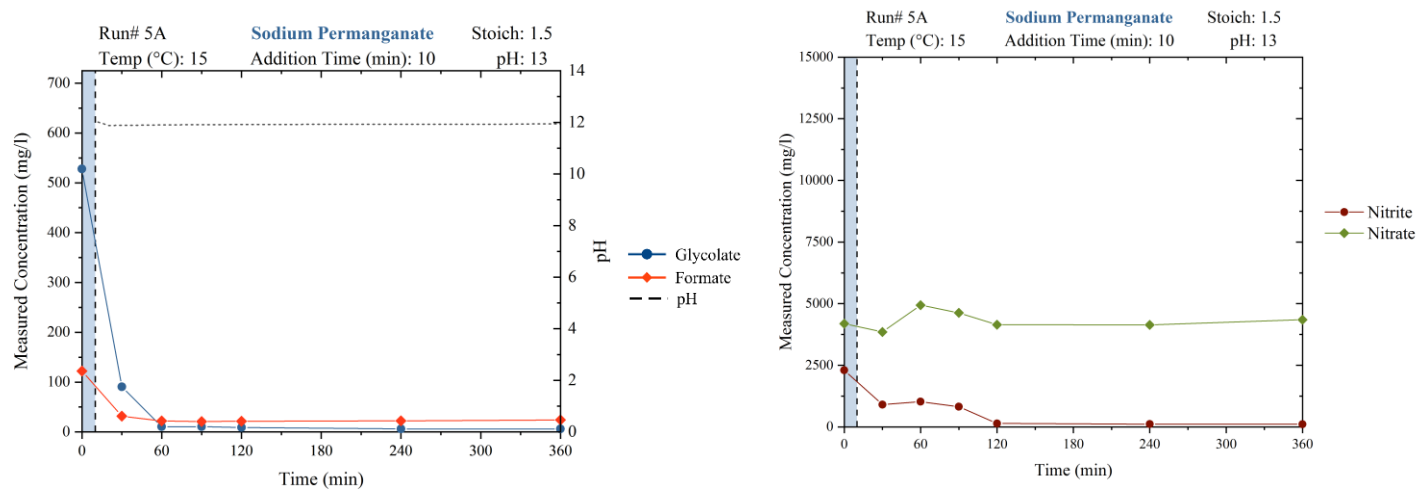 Run# 5A Sodium Permanganate Stoich: 1.5
Temp (°C): 15 Addition Time (min): 10 pH: 13
700
600
500
400
300
200
100
0
Measured Concentration (mg/l)
14
12
10
8
6
4
2
0
pH
0 60 120 180 240 300 360
Time (min)
Glycolate
Formate
pH
Run# 5A Sodium Permanganate Stoich: 1.5
Temp (°C): 15 Addition Time (min): 10 pH: 13
15000
12500
10000
7500
5000
2500
0
Measured Concentration (mg/l)
0 60 120 180 240 300 360
Time (min)
Nitrite
Nitrate